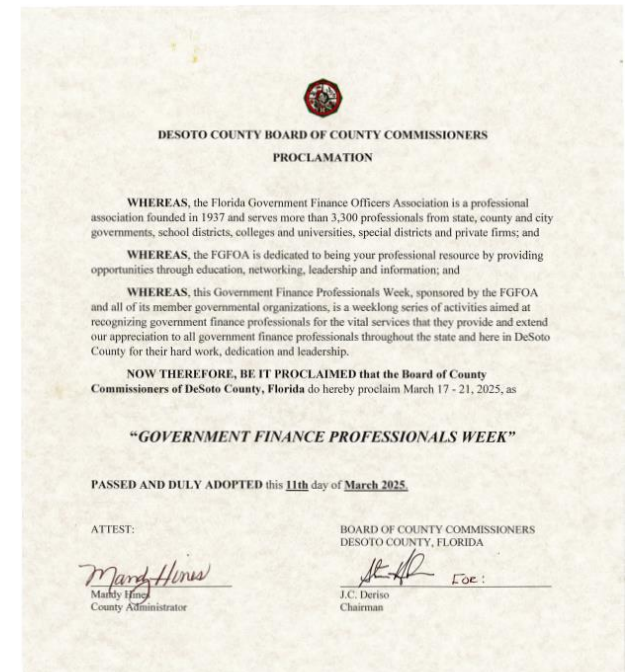 DESOTO COUNTY BOARD OF COUNTY COMMISSIONERS
PROCLAMATION
WHEREAS, the Florida Government Finance Officers Association is a professional
association founded in 1937 and serves more than 3,300 professionals from state, county and city
governments, school districts, colleges and universities, special districts and private firms; and
WHEREAS, the FGFOA is dedicated to being your professional resource by providing
opportunities through education, networking, leadership and information; and
WHEREAS, this Government Finance Professionals Week, sponsored by the FGFOA
and all of its member governmental organizations, is a weeklong series of activities aimed at
recognizing government finance professionals for the vital services that they provide and extend
our appreciation to all government finance professionals throughout the state and here in DeSoto
County for their hard work, dedication and leadership.
NOW THEREFORE, BE IT PROCLAIMED that the Board of County
Commissioners of DeSoto County, Florida do hereby proclaim March 17 - 21, 2025, as
“GOVERNMENT FINANCE PROFESSIONALS WEEK”
PASSED AND DULY ADOPTED this 11th day of March 2025.
ATTEST:
BOARD OF COUNTY COMMISSIONERS
DESOTO COUNTY, FLORIDA
Mandy Hines
For:
Mandy Hines
County Administrator
J.C. Deriso
Chairman